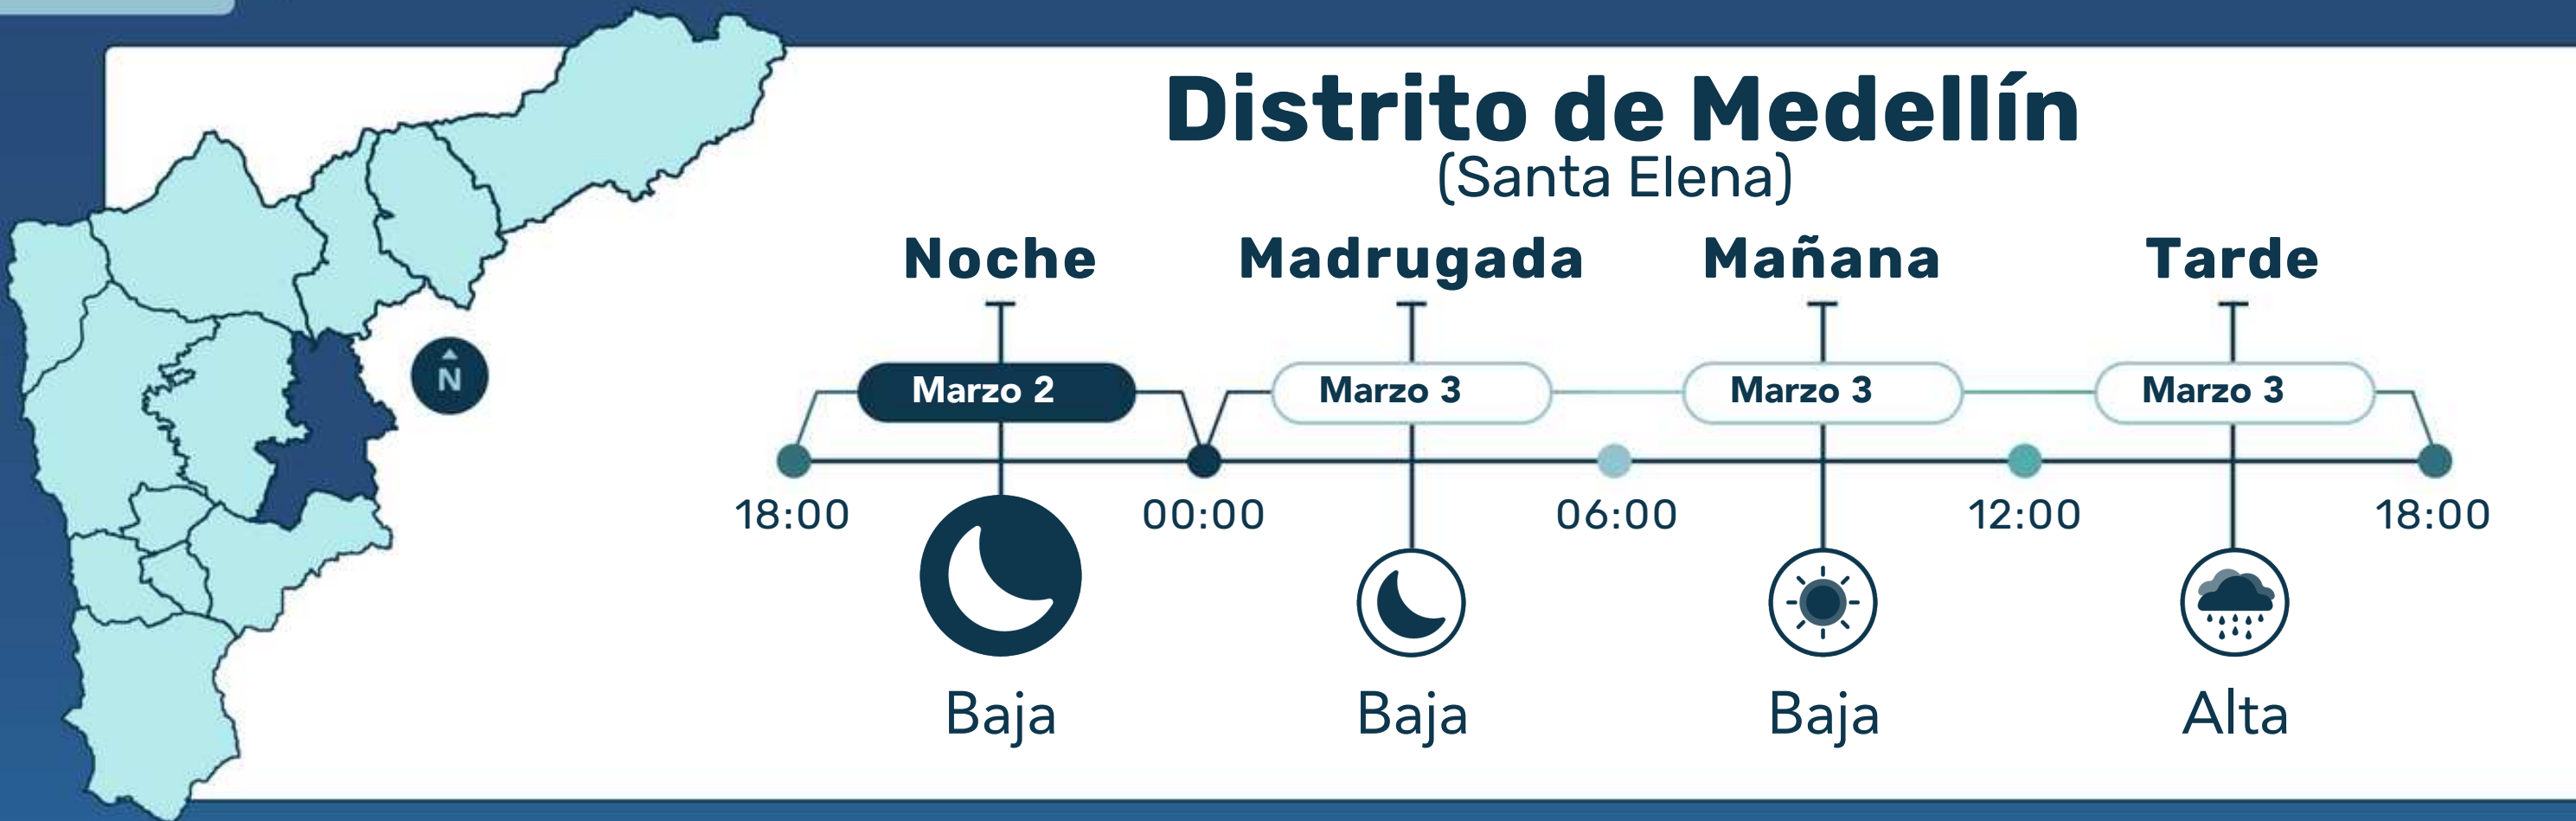 Distrito de Medellín
(Santa Elena)
Noche Madrugada Mañana Tarde
Marzo 2 Marzo 3 Marzo 3 Marzo 3
N
18:00 00:00 06:00 12:00 18:00
Baja Baja Baja Alta